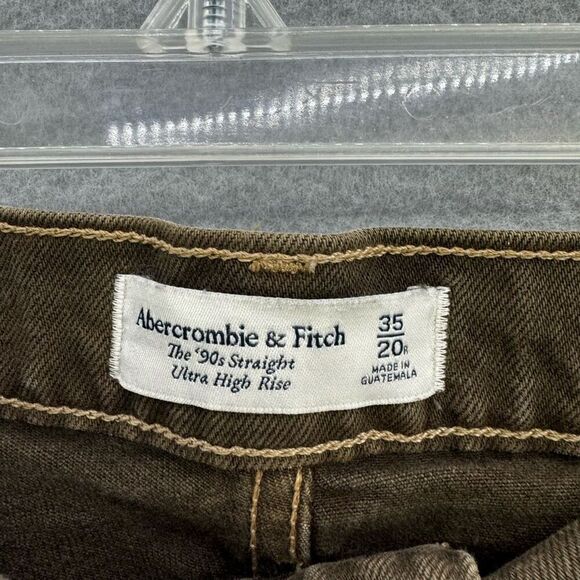 Abercrombie & Fitch
The '90s Straight
Ultra High Rise
35
20R
MADE IN
GUATEMALA